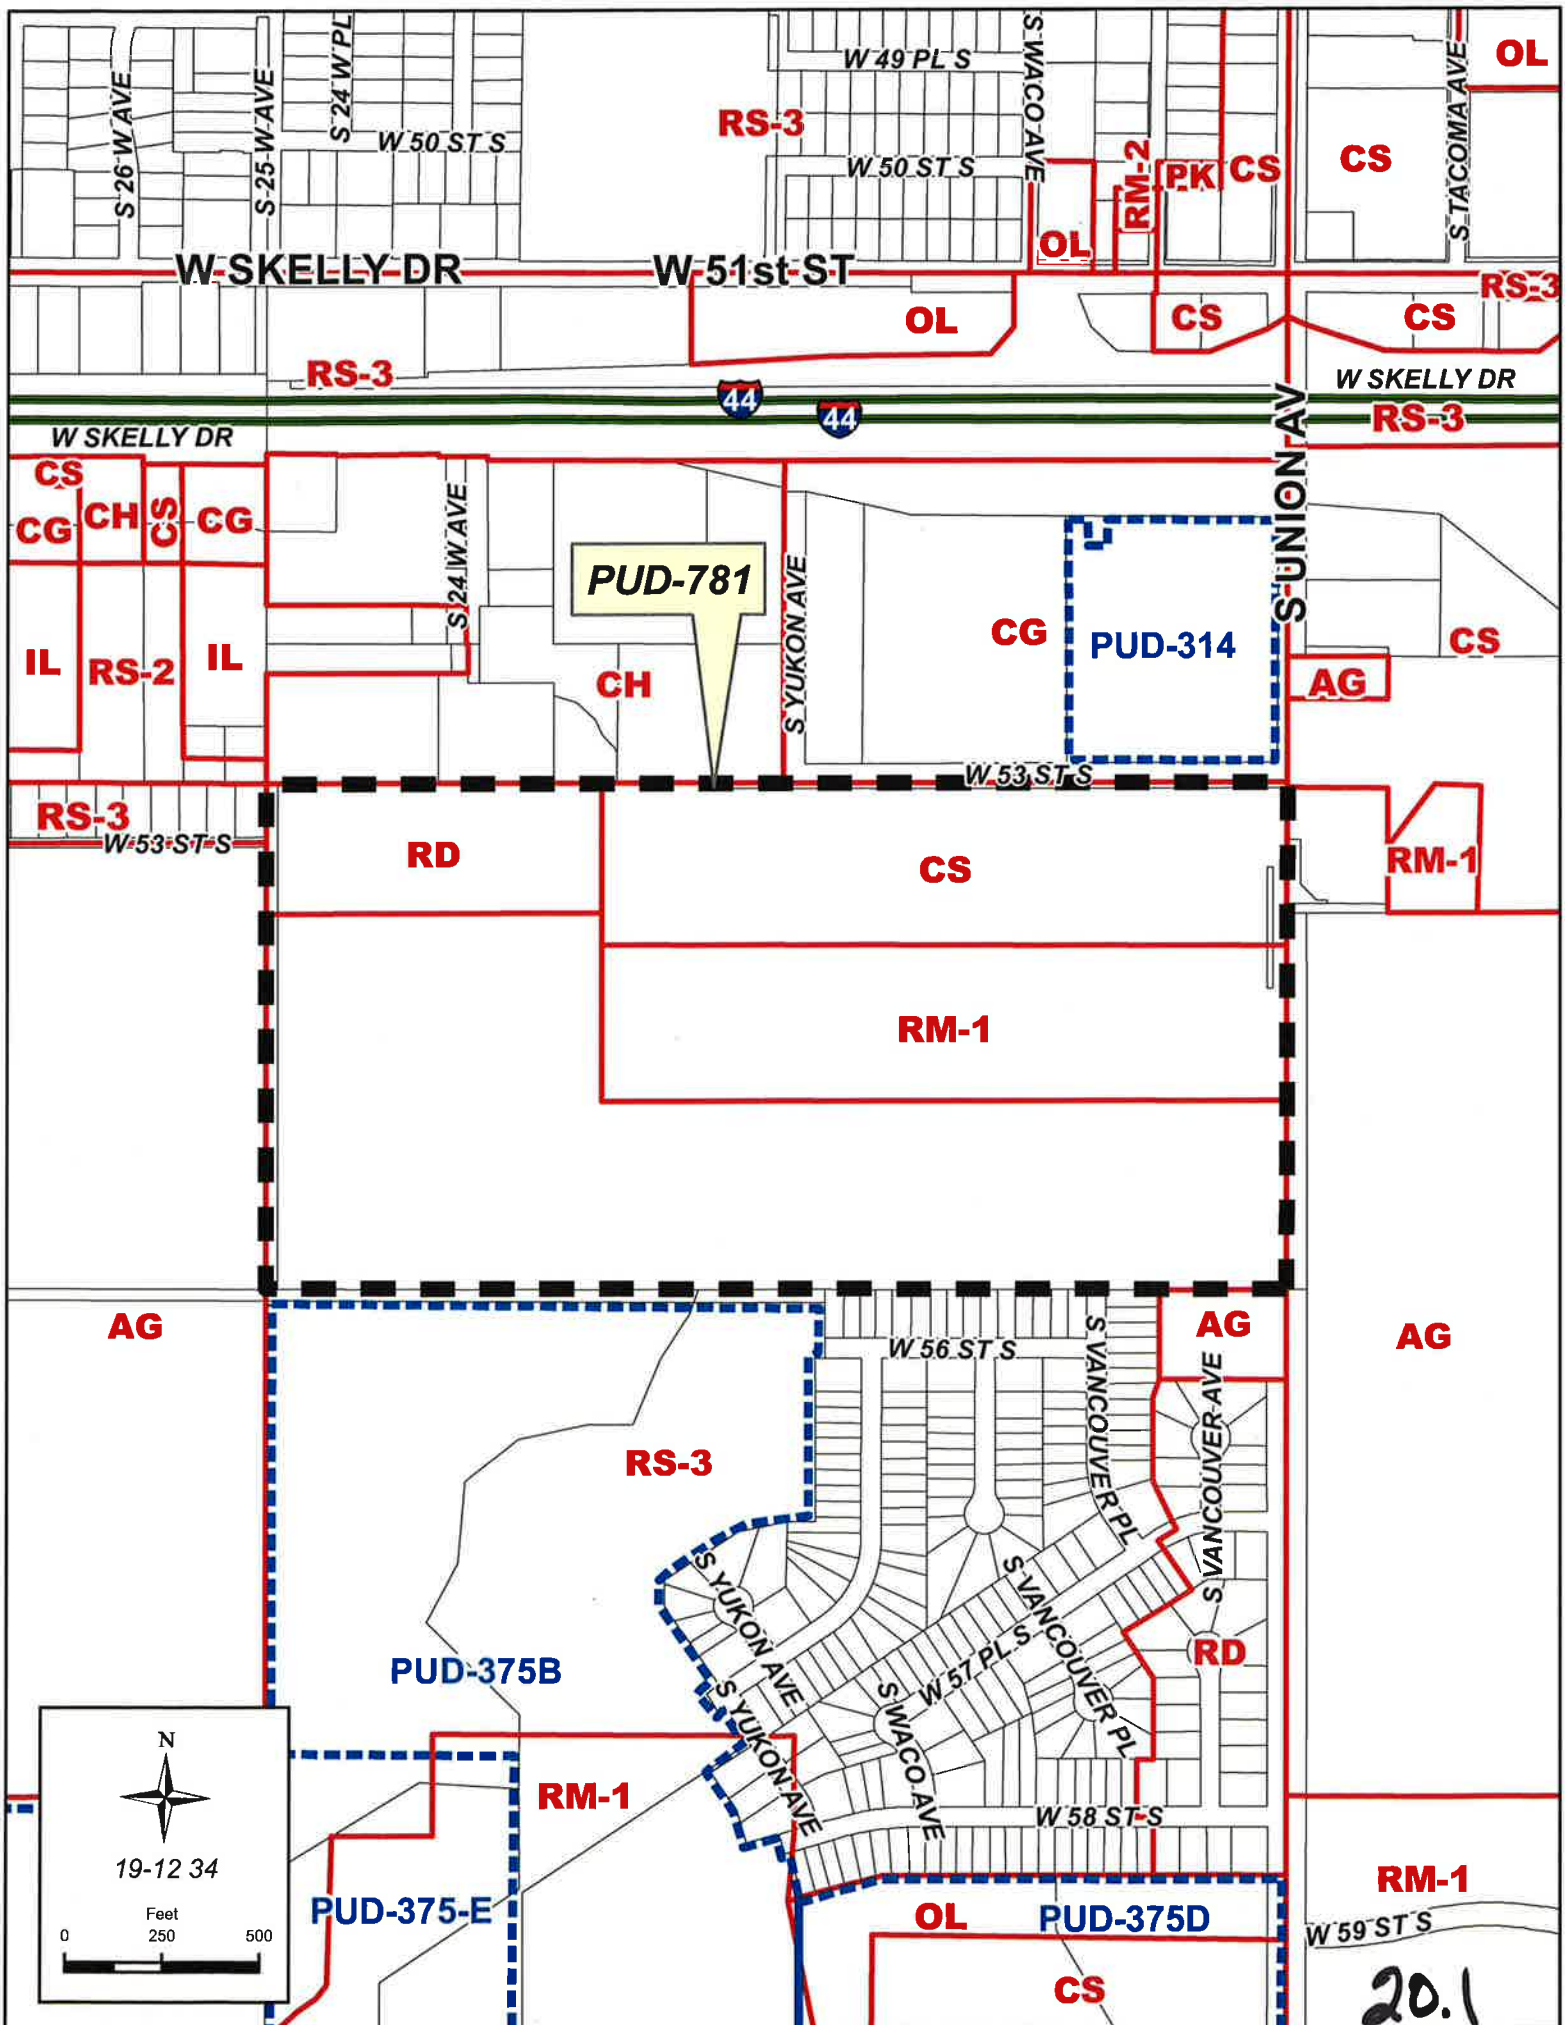 W 49 PL S
OL
S 26 W AVE
S 25 W AVE
S 24 W PL
S WACO AVE
S TACOMA AVE
RS-3
W 50 ST S
W 50 ST S
RM-2
PK
CS
CS
OL
W SKELLY DR
W 51st ST
RS-3
OL
CS
CS
RS-3
W SKELLY DR
44
44
RS-3
W SKELLY DR
S UNION AV
CS
CG
CH
CS
CG
S 24 W AVE
PUD-781
S YUKON AVE
CG
PUD-314
CS
IL
RS-2
IL
CH
AG
W 53 ST S
RS-3
W 53 ST S
RD
CS
RM-1
RM-1
AG
AG
AG
W 56 ST S
S VANCOUVER PL
S VANCOUVER AVE
RS-3
S YUKON AVE
S VANCOUVER PL
W 57 PL S
RD
PUD-375B
S YUKON AVE
S WACO AVE
N
19-12 34
Feet
0 250 500
RM-1
W 58 ST S
RM-1
PUD-375-E
OL
PUD-375D
W 59 ST S
CS
20.1